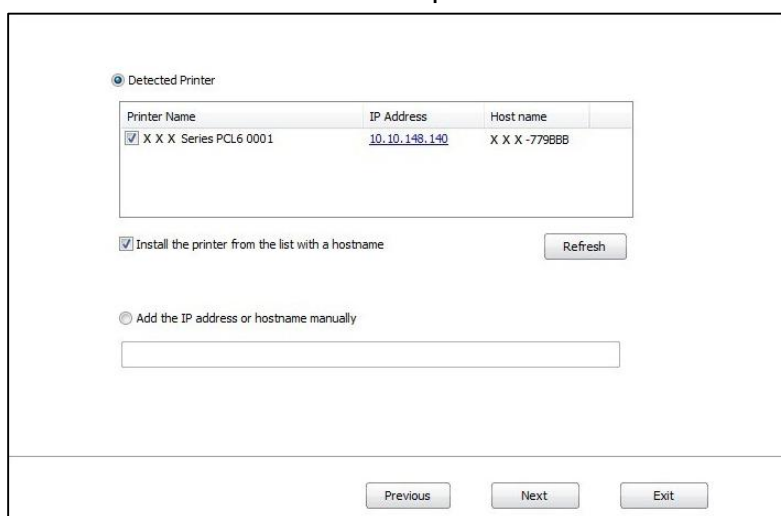 Detected Printer
Printer Name IP Address Host name
X X X Series PCL6 0001 10.10.148.140 X X X -779BBB
Install the printer from the list with a hostname Refresh
Add the IP address or hostname manually
Previous Next Exit